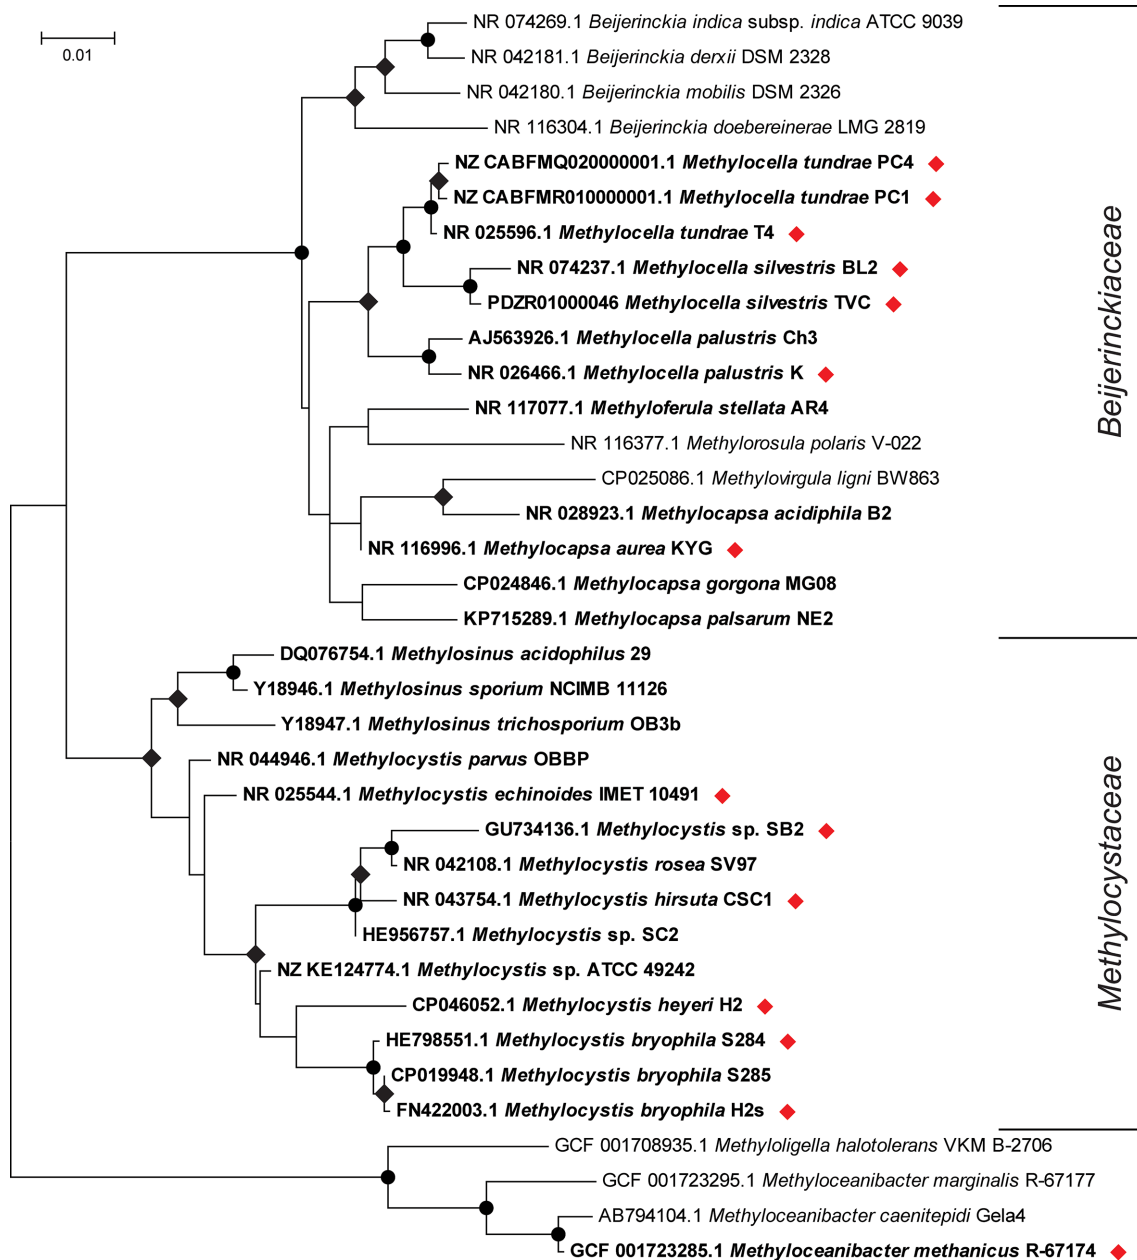 0.01
NR 074269.1 Beijerinckia indica subsp. indica ATCC 9039
NR 042181.1 Beijerinckia derxii DSM 2328
NR 042180.1 Beijerinckia mobilis DSM 2326
NR 116304.1 Beijerinckia doebereinerae LMG 2819
NZ CABFMQ020000001.1 Methylocella tundrae PC4
NZ CABFMR010000001.1 Methylocella tundrae PC1
NR 025596.1 Methylocella tundrae T4
NR 074237.1 Methylocella silvestris BL2
PDZR01000046 Methylocella silvestris TVC
AJ563926.1 Methylocella palustris Ch3
NR 026466.1 Methylocella palustris K
NR 117077.1 Methyloferula stellata AR4
NR 116377.1 Methylorosula polaris V-022
CP025086.1 Methylovirgula ligni BW863
NR 028923.1 Methylocapsa acidiphila B2
NR 116996.1 Methylocapsa aurea KYG
CP024846.1 Methylocapsa gorgona MG08
KP715289.1 Methylocapsa palsarum NE2
Beijerinckiaceae
DQ076754.1 Methylosinus acidophilus 29
Y18946.1 Methylosinus sporium NCIMB 11126
Y18947.1 Methylosinus trichosporium OB3b
NR 044946.1 Methylocystis parvus OBBP
NR 025544.1 Methylocystis echinoides IMET 10491
GU734136.1 Methylocystis sp. SB2
NR 042108.1 Methylocystis rosea SV97
NR 043754.1 Methylocystis hirsuta CSC1
HE956757.1 Methylocystis sp. SC2
NZ KE124774.1 Methylocystis sp. ATCC 49242
CP046052.1 Methylocystis heyeri H2
HE798551.1 Methylocystis bryophila S284
CP019948.1 Methylocystis bryophila S285
FN422003.1 Methylocystis bryophila H2s
Methylocystaceae
GCF 001708935.1 Methyloligella halotolerans VKM B-2706
GCF 001723295.1 Methyloceanibacter marginalis R-67177
AB794104.1 Methyloceanibacter caenitepidi Gela4
GCF 001723285.1 Methyloceanibacter methanicus R-67174